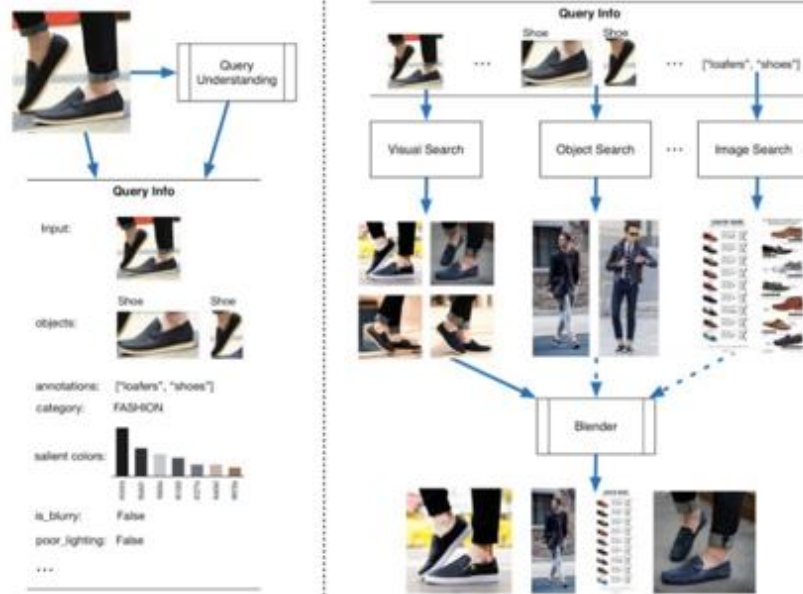 Query
Understanding
Query Info
Input:
Shoe Shoe
objects:
annotations: ["loafers", "shoes"]
category: FASHION
salient colors:
is_blurry: False
poor_lighting: False
...
Query Info
Shoe Shoe
... ... ["loafers", "shoes"]
Visual Search Object Search ... Image Search
Blender